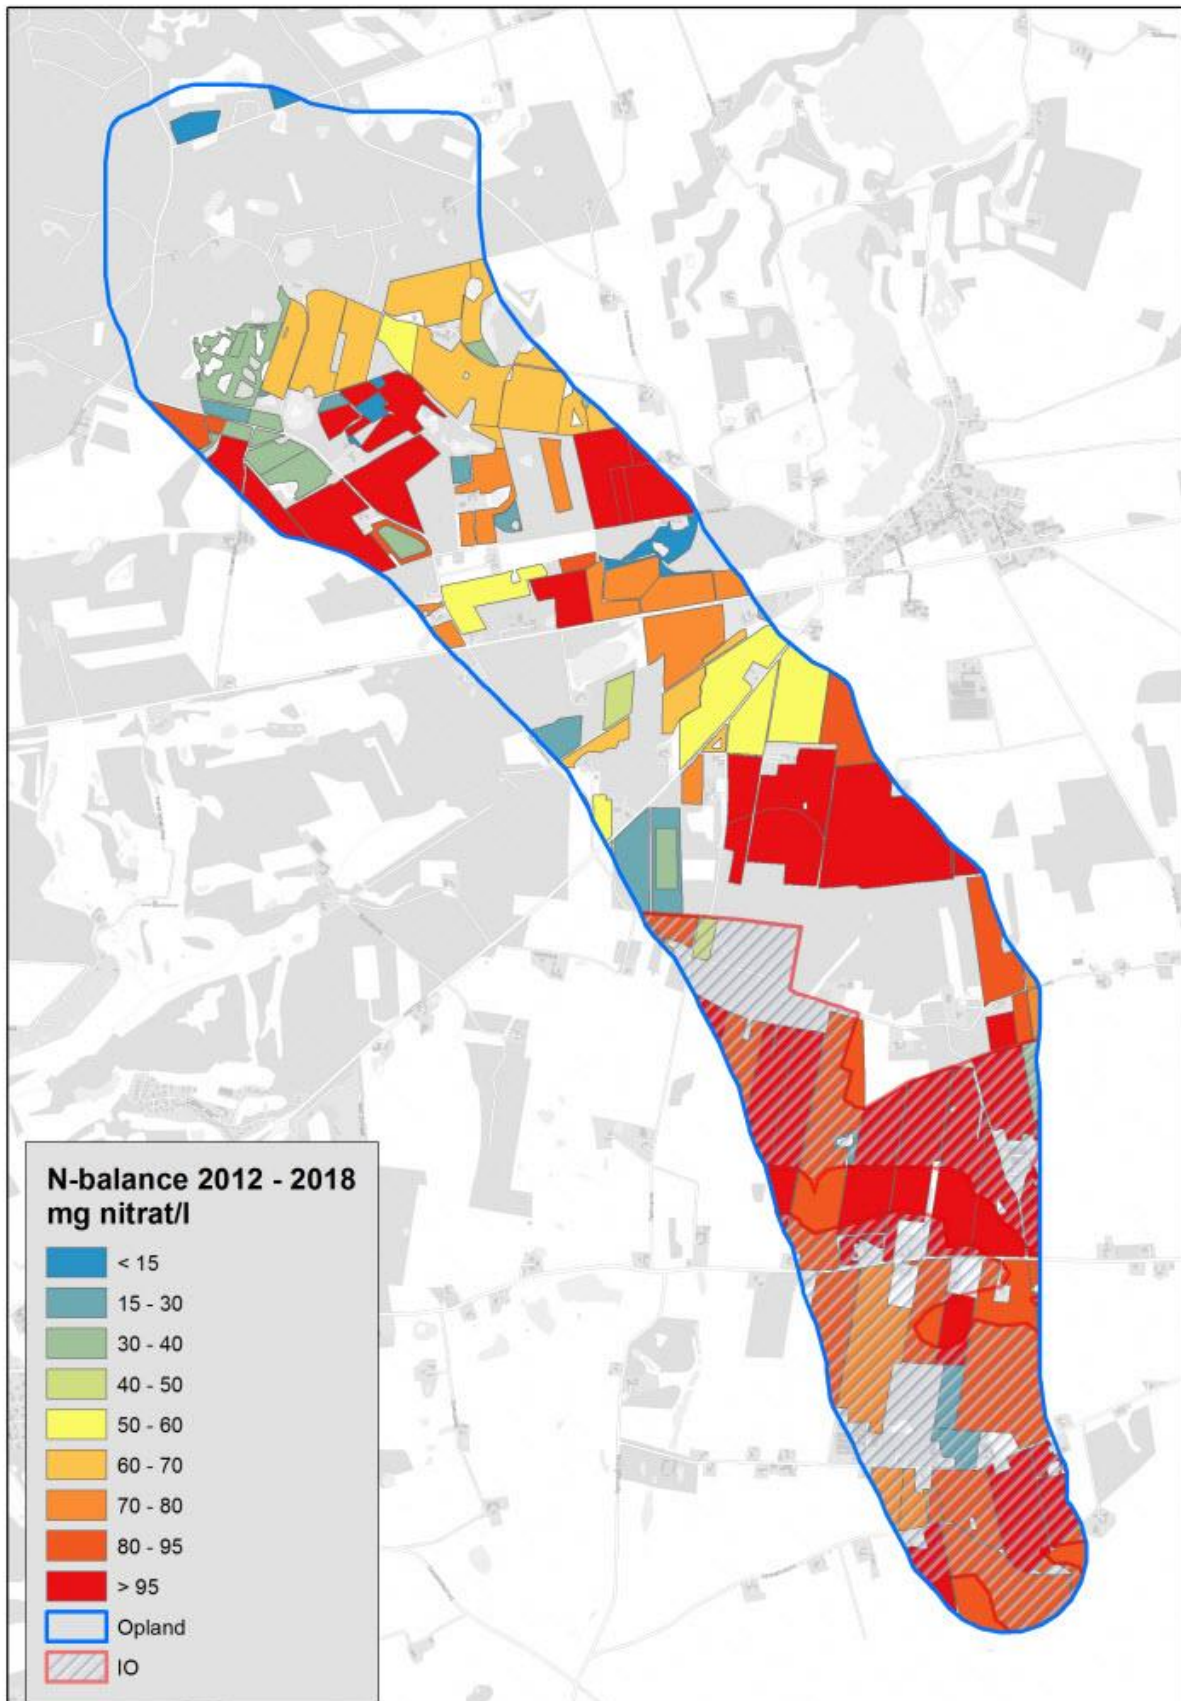 N-balance 2012 - 2018
mg nitrat/l
< 15
15 - 30
30 - 40
40 - 50
50 - 60
60 - 70
70 - 80
80 - 95
> 95
Opland
IO